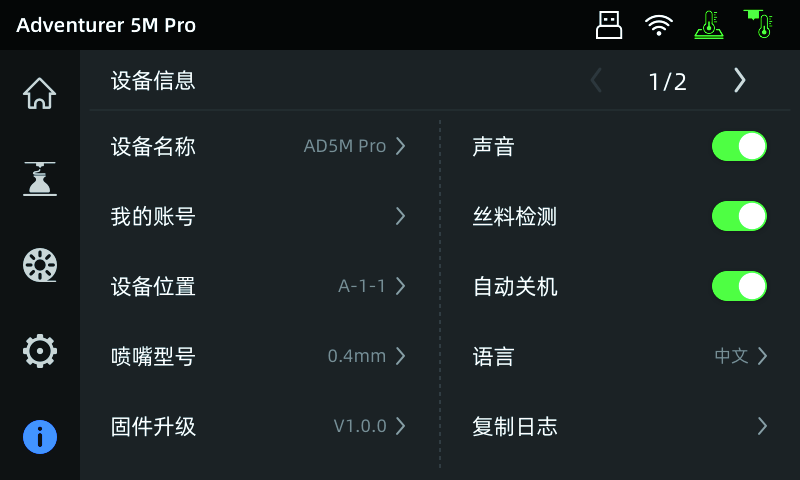 Adventurer 5M Pro
设备信息 1/2
设备名称 AD5M Pro
我的账号
设备位置 A-1-1
喷嘴型号 0.4mm
固件升级 V1.0.0
声音
丝料检测
自动关机
语言 中文
复制日志